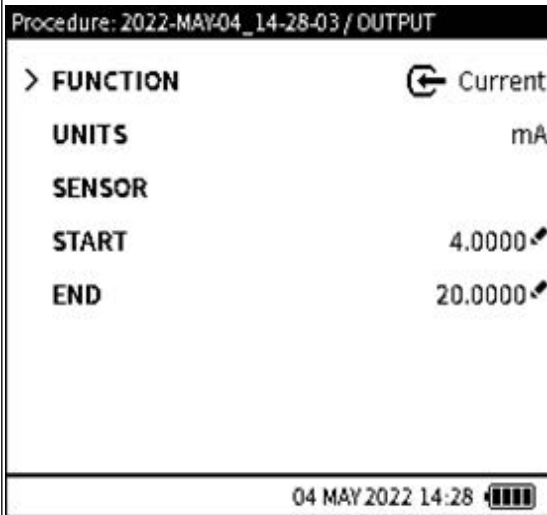 Procedure: 2022-MAY-04_14-28-03 / OUTPUT
> FUNCTION Current
UNITS mA
SENSOR
START 4.0000
END 20.0000
04 MAY 2022 14:28